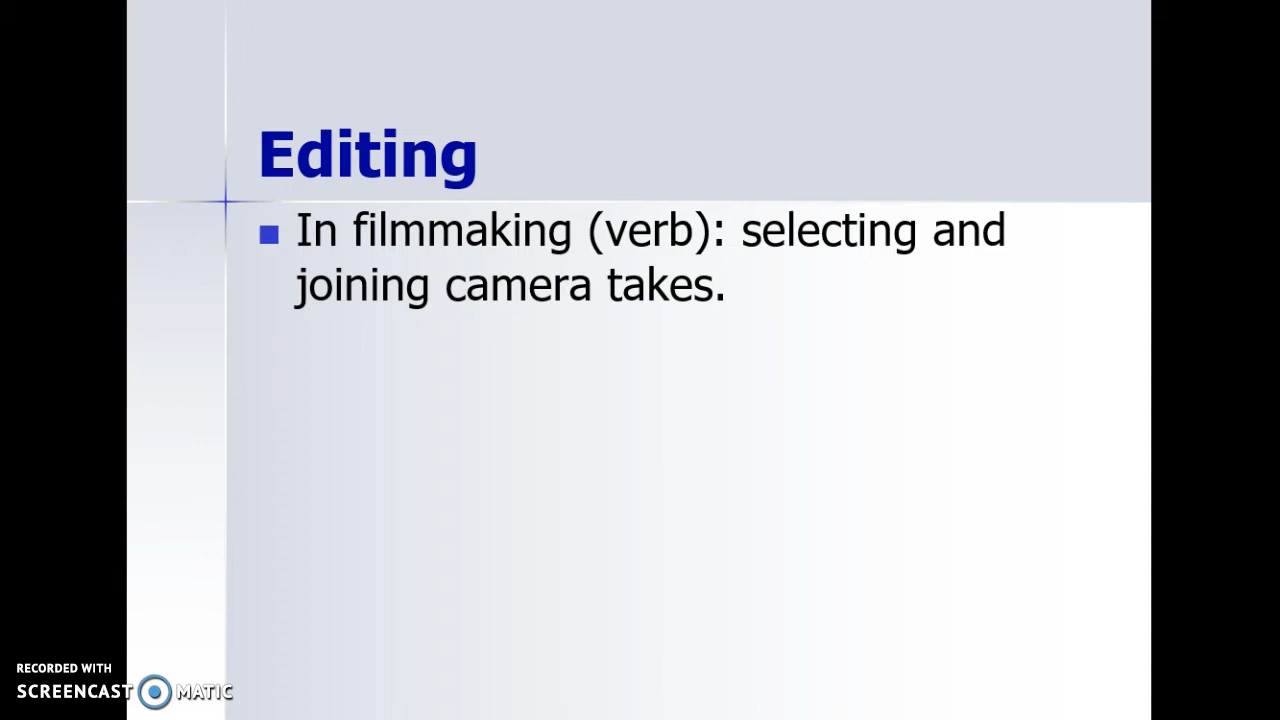 Editing
In filmmaking (verb): selecting and
joining camera takes.
RECORDED WITH
SCREENCAST MATIC